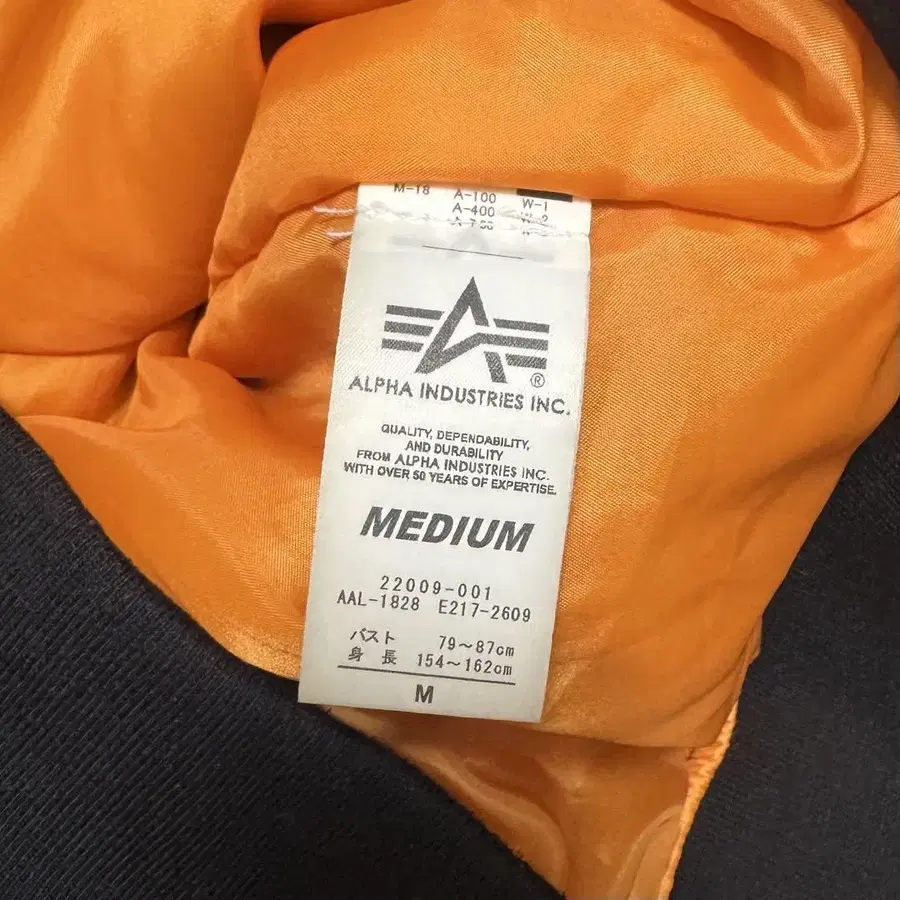 M-18 A-100 W-1
A-400 W-2
ALPHA INDUSTRIES INC.
QUALITY, DEPENDABILITY,
AND DURABILITY
FROM ALPHA INDUSTRIES INC.
WITH OVER 50 YEARS OF EXPERTISE.
MEDIUM
22009-001
AAL-1828 E217-2609
バスト 79～87cm
身長 154～162cm
M